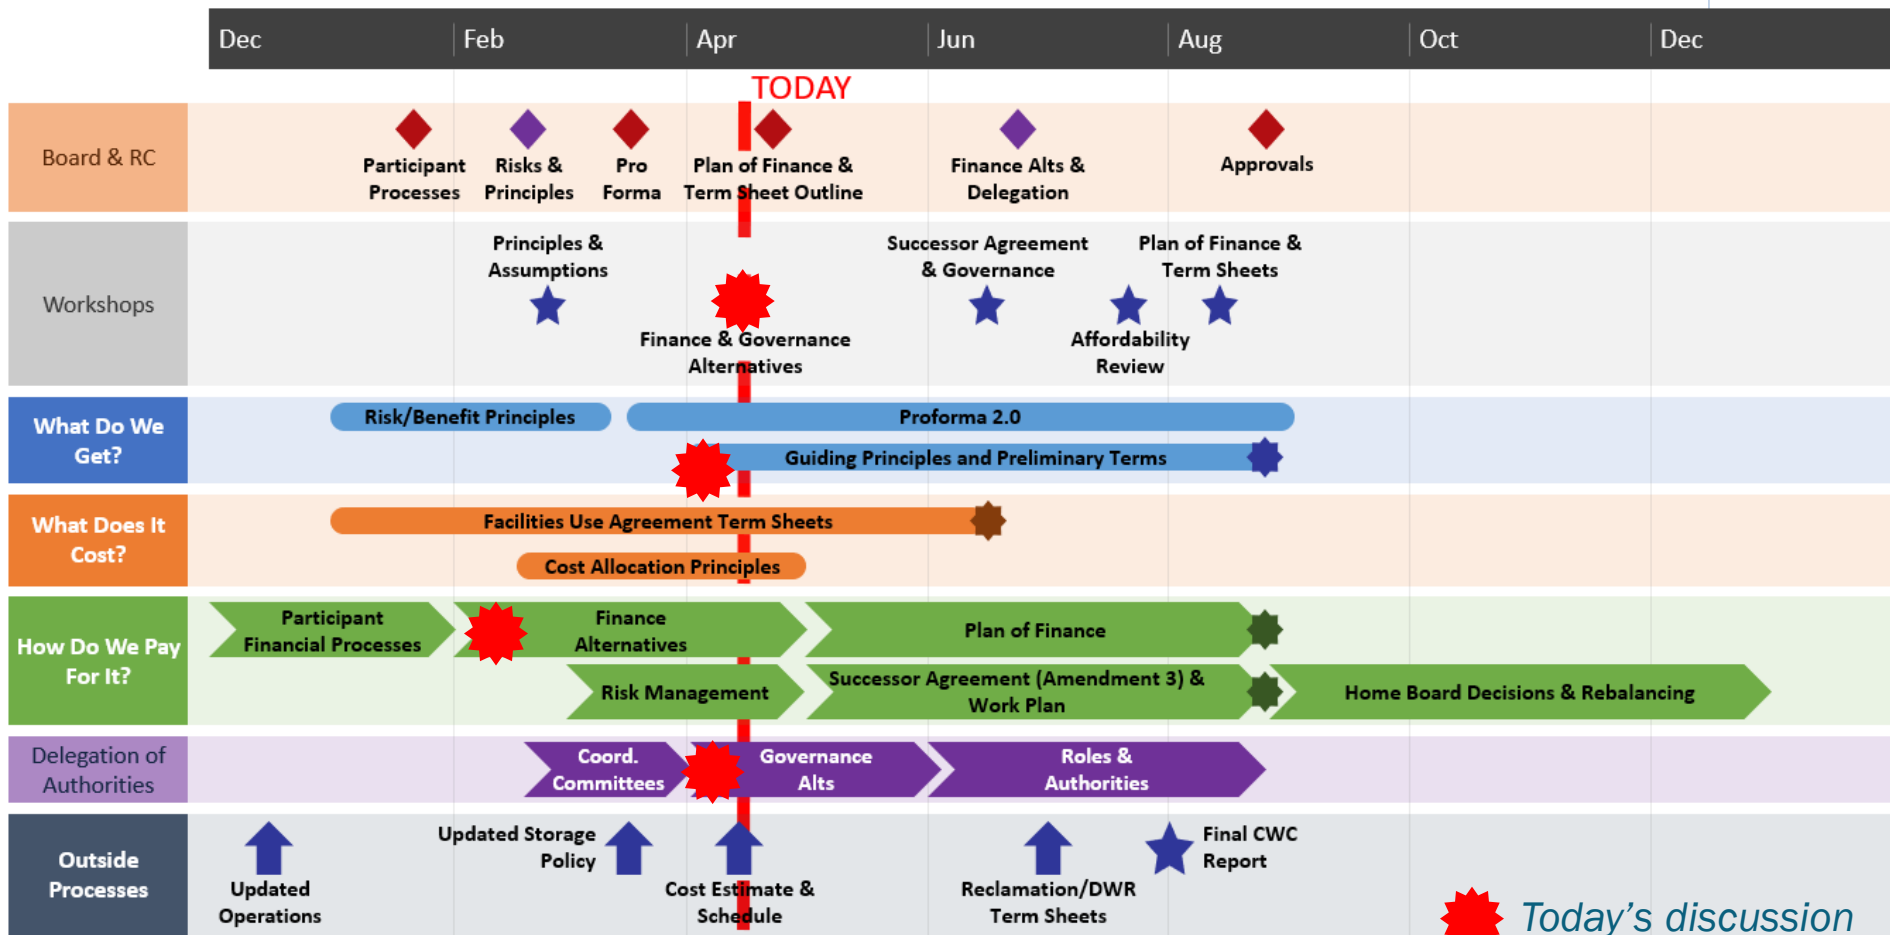 Dec
Feb
Apr
Jun
Aug
Oct
Dec
TODAY
Board & RC
Participant
Processes
Risks &
Principles
Pro
Forma
Plan of Finance &
Term Sheet Outline
Finance Alts &
Delegation
Approvals
Workshops
Principles &
Assumptions
Finance & Governance
Alternatives
Successor Agreement
& Governance
Affordability
Review
Plan of Finance &
Term Sheets
What Do We
Get?
Risk/Benefit Principles
Proforma 2.0
Guiding Principles and Preliminary Terms
What Does It
Cost?
Facilities Use Agreement Term Sheets
Cost Allocation Principles
How Do We Pay
For It?
Participant
Financial Processes
Finance
Alternatives
Plan of Finance
Risk Management
Successor Agreement (Amendment 3) &
Work Plan
Home Board Decisions & Rebalancing
Delegation of
Authorities
Coord.
Committees
Governance
Alts
Roles &
Authorities
Outside
Processes
Updated
Operations
Updated Storage
Policy
Cost Estimate &
Schedule
Reclamation/DWR
Term Sheets
Final CWC
Report
Today's discussion